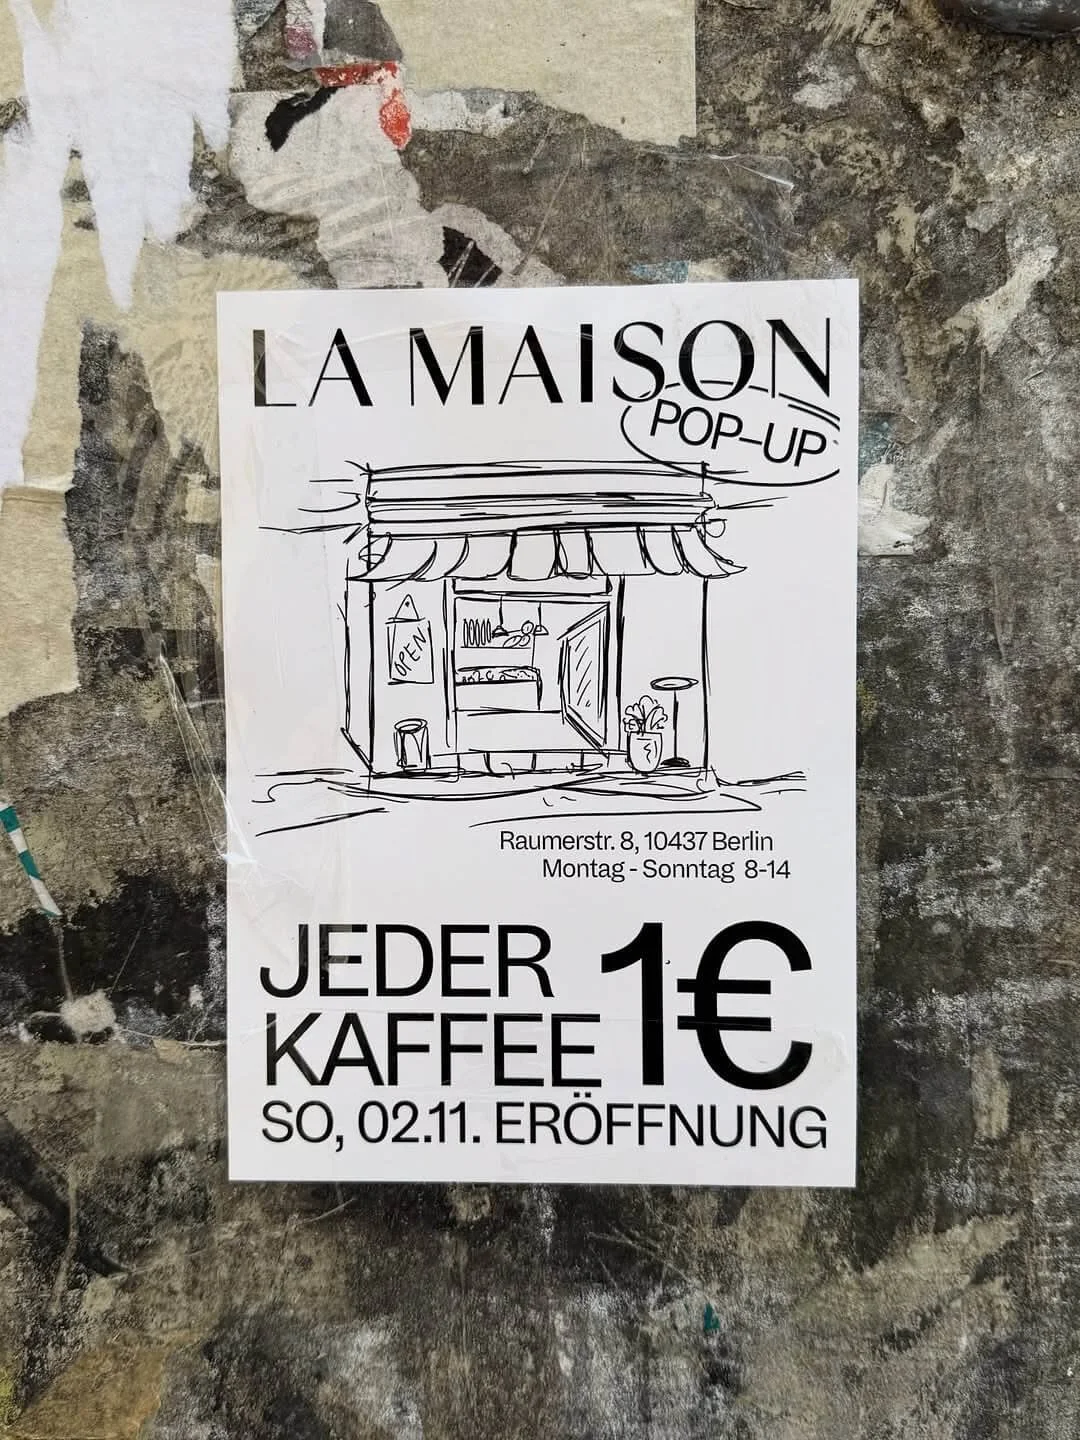 LA MAISON
POP-UP
OPEN
Raumerstr. 8, 10437 Berlin
Montag - Sonntag 8-14
JEDER
KAFFEE 1€
SO, 02.11. ERÖFFNUNG